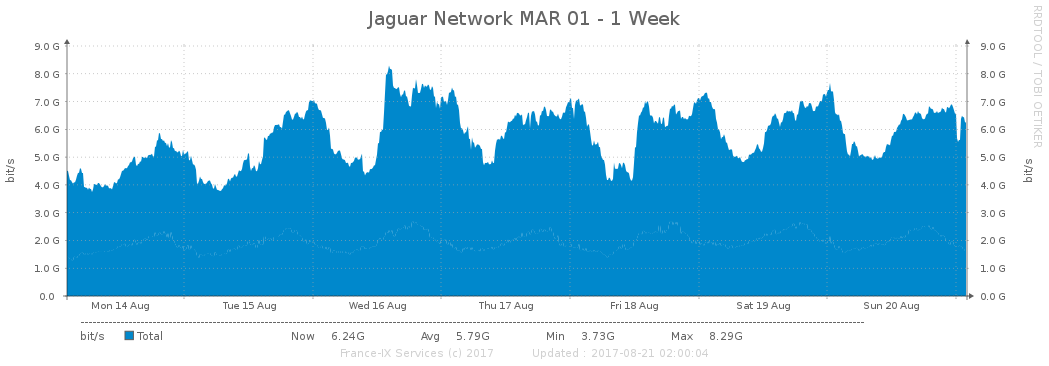 Jaguar Network MAR 01 - 1 Week
RRDTOOL / TOBI OETIKER
9.0 G 9.0 G
8.0 G 8.0 G
7.0 G 7.0 G
6.0 G 6.0 G
5.0 G 5.0 G
4.0 G 4.0 G
3.0 G 3.0 G
2.0 G 2.0 G
1.0 G 1.0 G
0.0 0.0 G
bit/s bit/s
Mon 14 Aug Tue 15 Aug Wed 16 Aug Thu 17 Aug Fri 18 Aug Sat 19 Aug Sun 20 Aug
bit/s Total Now 6.24G Avg 5.79G Min 3.73G Max 8.29G
France-IX Services (c) 2017 Updated : 2017-08-21 02:00:04